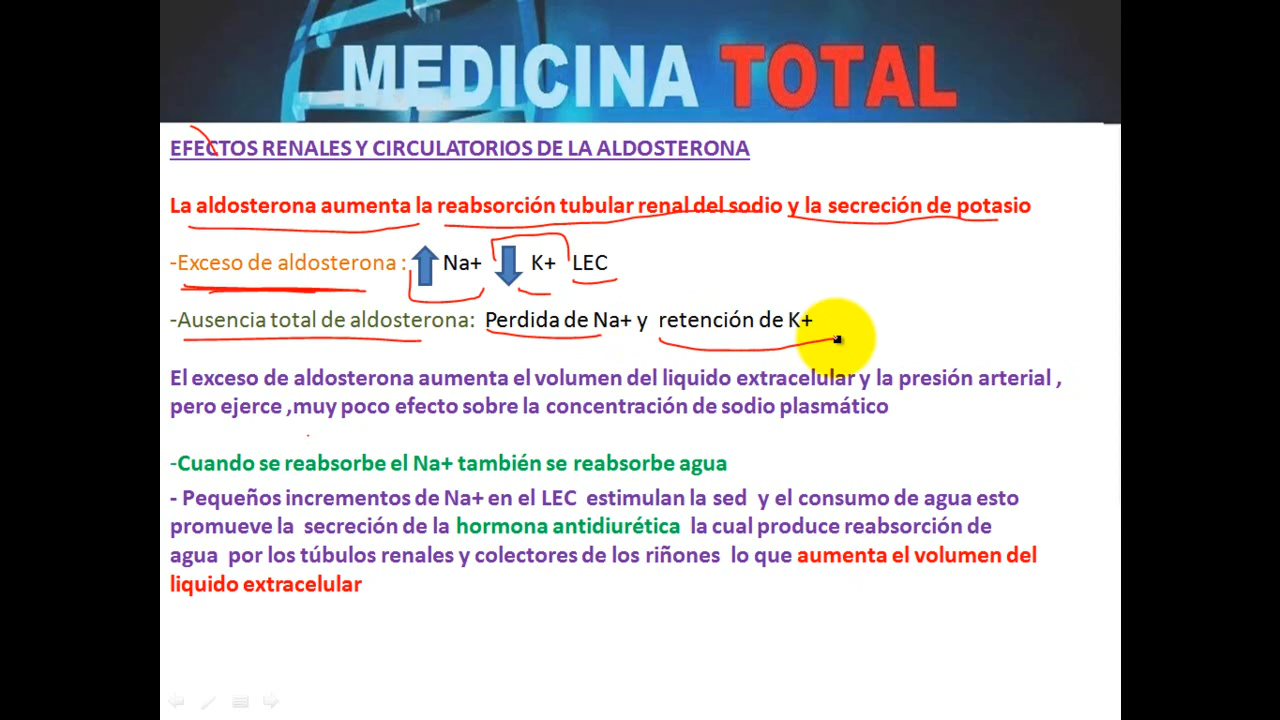 MEDICINA TOTAL
EFECTOS RENALES Y CIRCULATORIOS DE LA ALDOSTERONA
La aldosterona aumenta la reabsorción tubular renal del sodio y la secreción de potasio
-Exceso de aldosterona : Na+ K+ LEC
-Ausencia total de aldosterona: Perdida de Na+ y retención de K+
El exceso de aldosterona aumenta el volumen del liquido extracelular y la presión arterial ,
pero ejerce ,muy poco efecto sobre la concentración de sodio plasmático
-Cuando se reabsorbe el Na+ también se reabsorbe agua
- Pequeños incrementos de Na+ en el LEC estimulan la sed y el consumo de agua esto
promueve la secreción de la hormona antidiurética la cual produce reabsorción de
agua por los túbulos renales y colectores de los riñones lo que aumenta el volumen del
liquido extracelular